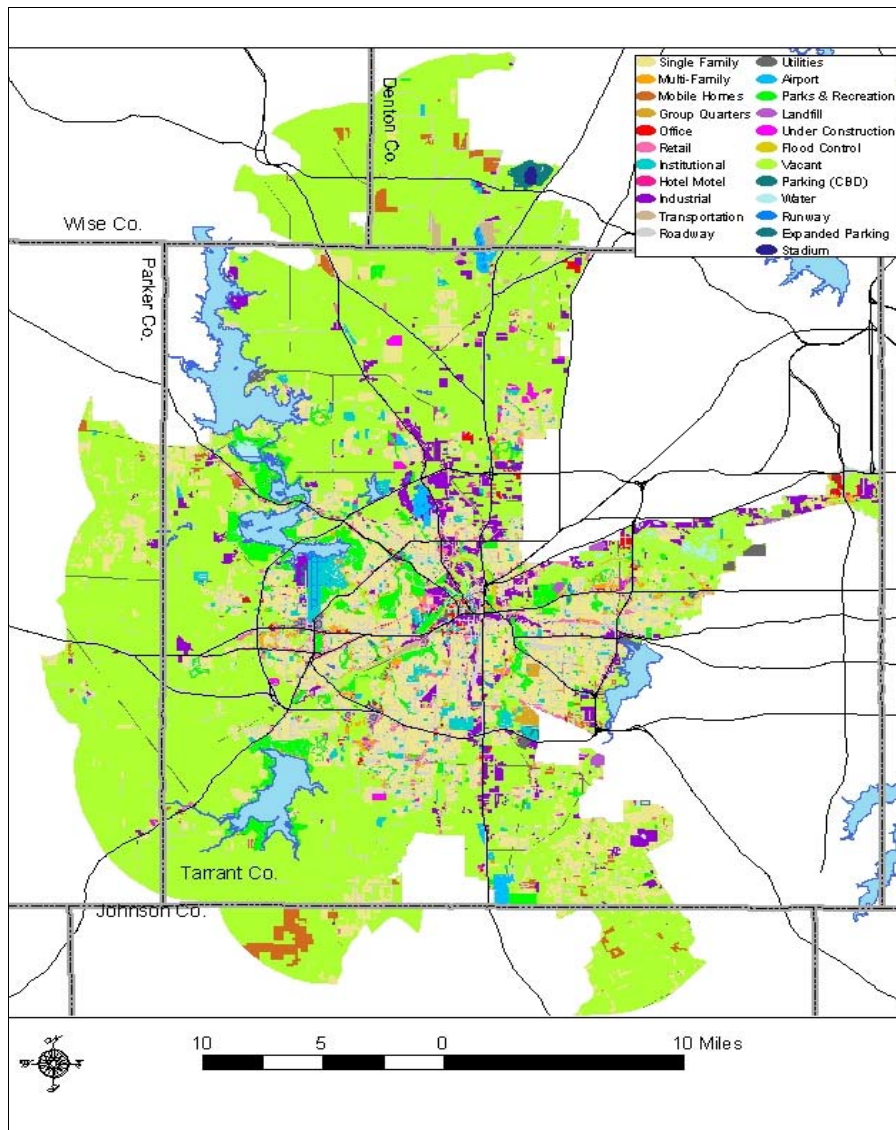 Single Family
Multi-Family
Mobile Homes
Group Quarters
Office
Retail
Institutional
Hotel Motel
Industrial
Transportation
Roadway
Utilities
Airport
Parks & Recreation
Landfill
Under Construction
Flood Control
Vacant
Parking (CBD)
Water
Runway
Expanded Parking
Stadium
Denton Co.
Wise Co.
Parker Co.
Tarrant Co.
Johnson Co.
10 5 0 10 Miles